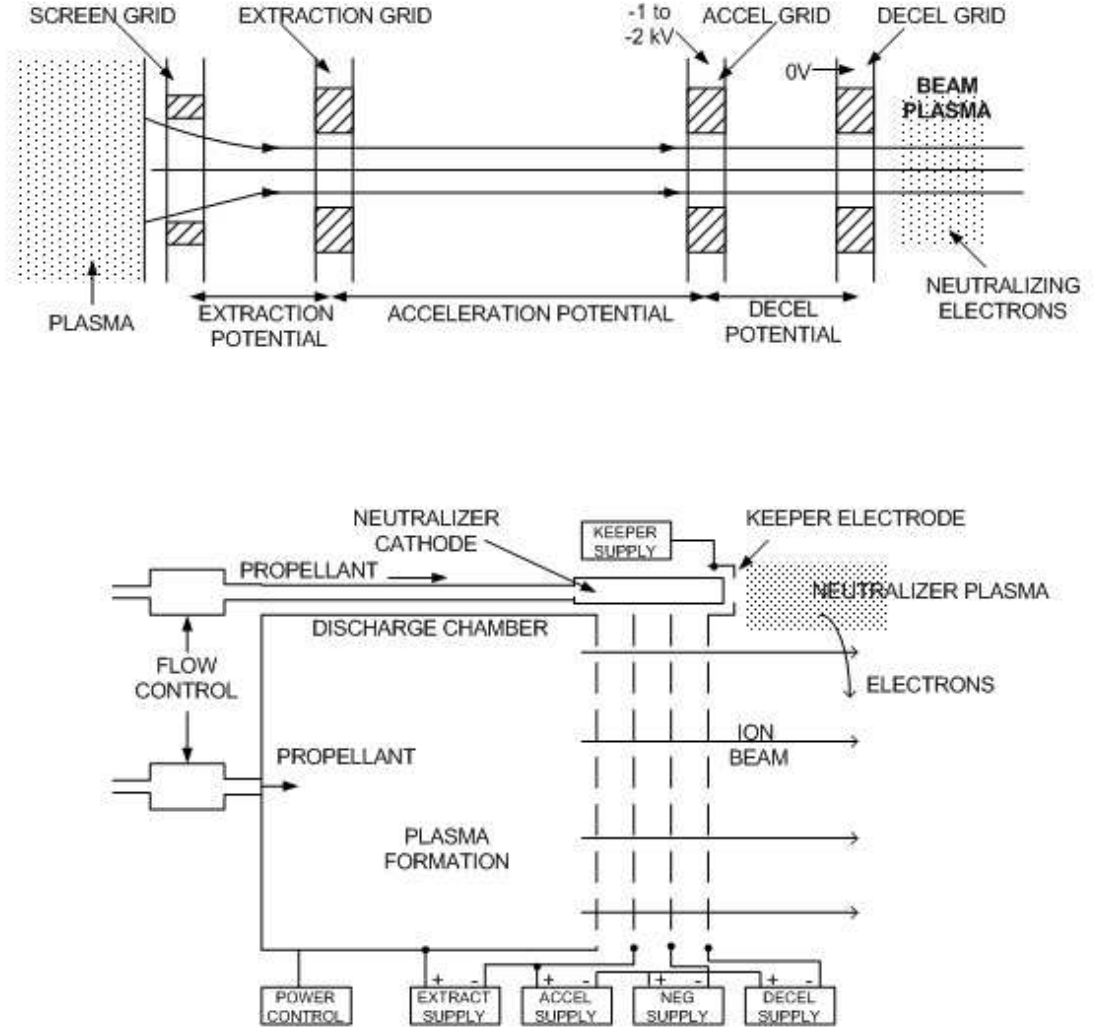 SCREEN GRID
EXTRACTION GRID
-1 to
-2 kV
ACCEL GRID
DECEL GRID
0V
BEAM
PLASMA
PLASMA
EXTRACTION
POTENTIAL
ACCELERATION POTENTIAL
DECEL
POTENTIAL
NEUTRALIZING
ELECTRONS
NEUTRALIZER
CATHODE
KEEPER
SUPPLY
KEEPER ELECTRODE
PROPELLANT
NEUTRALIZER PLASMA
DISCHARGE CHAMBER
FLOW
CONTROL
ELECTRONS
ION
BEAM
PROPELLANT
PLASMA
FORMATION
POWER
CONTROL
+ -
EXTRACT
SUPPLY
+ -
ACCEL
SUPPLY
+ -
NEG
SUPPLY
+ -
DECEL
SUPPLY